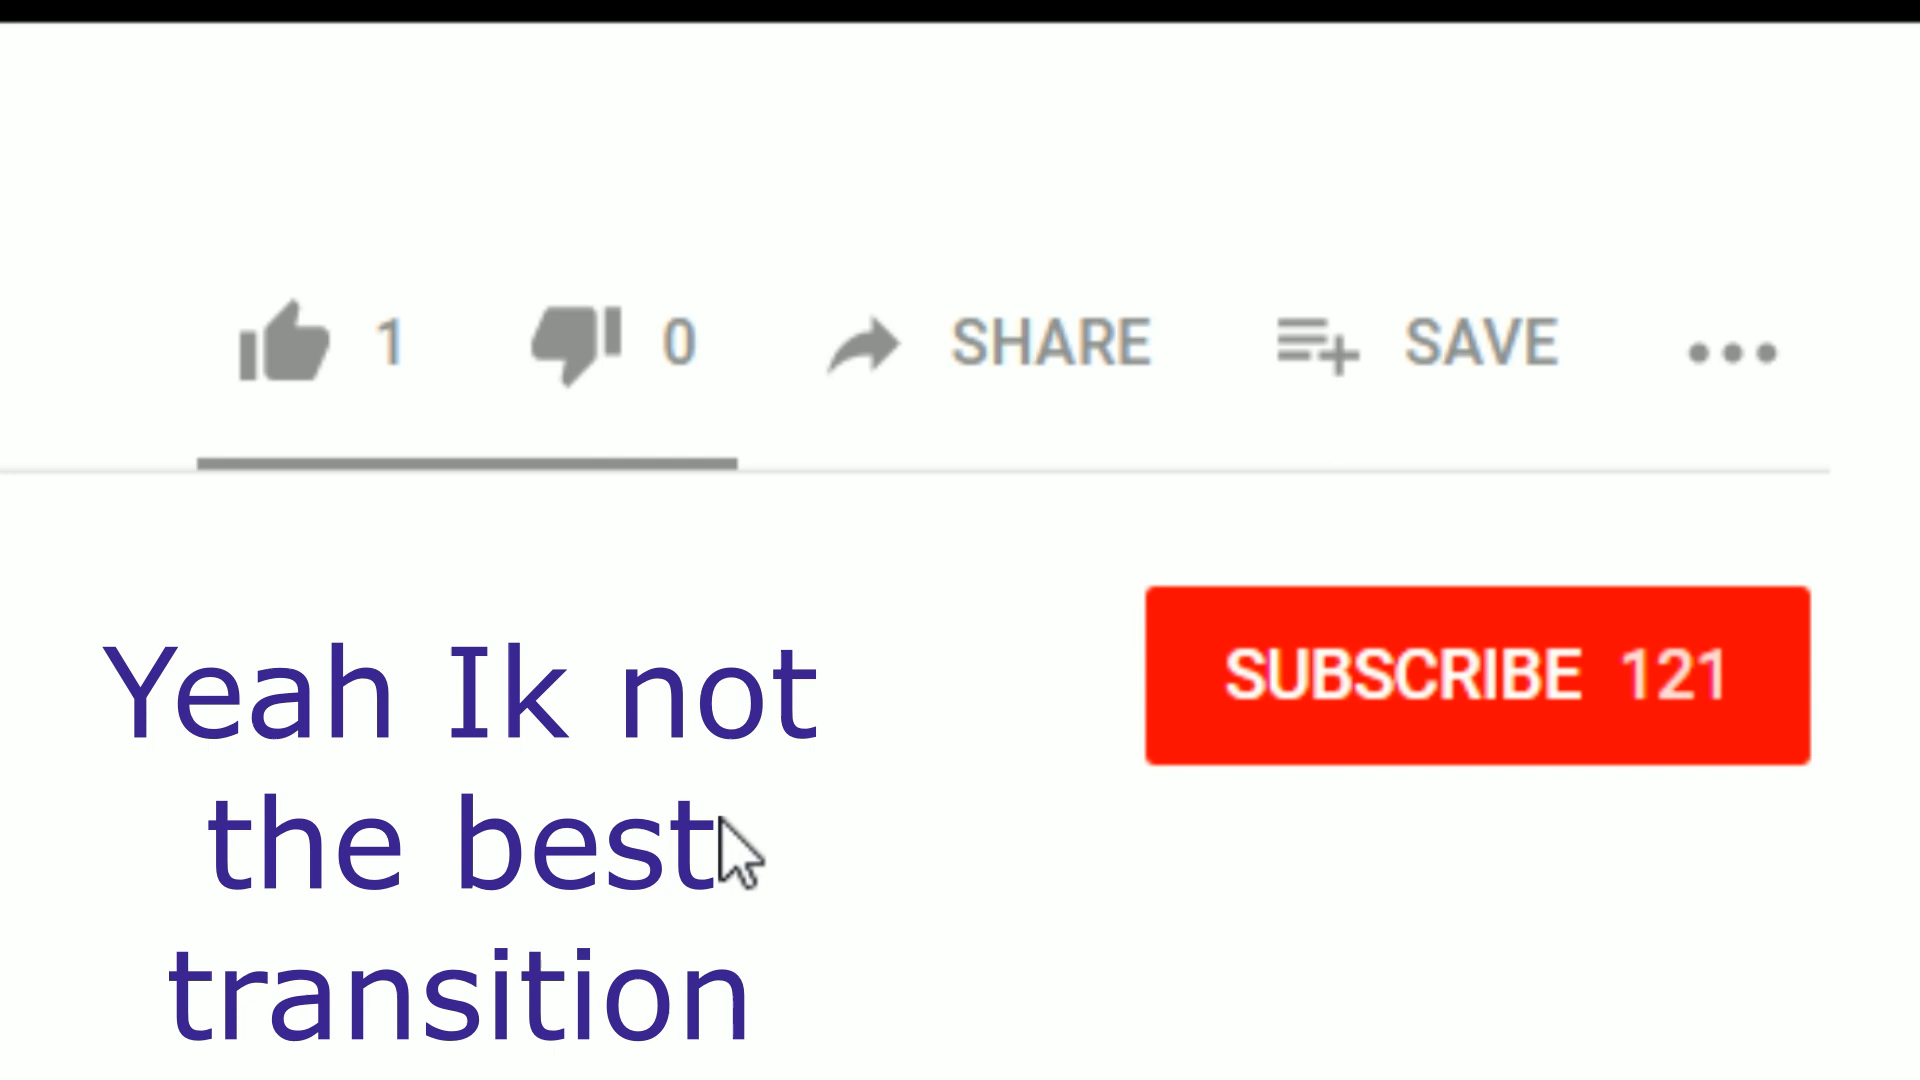 1 0 SHARE SAVE
SUBSCRIBE 121
Yeah Ik not
the best
transition